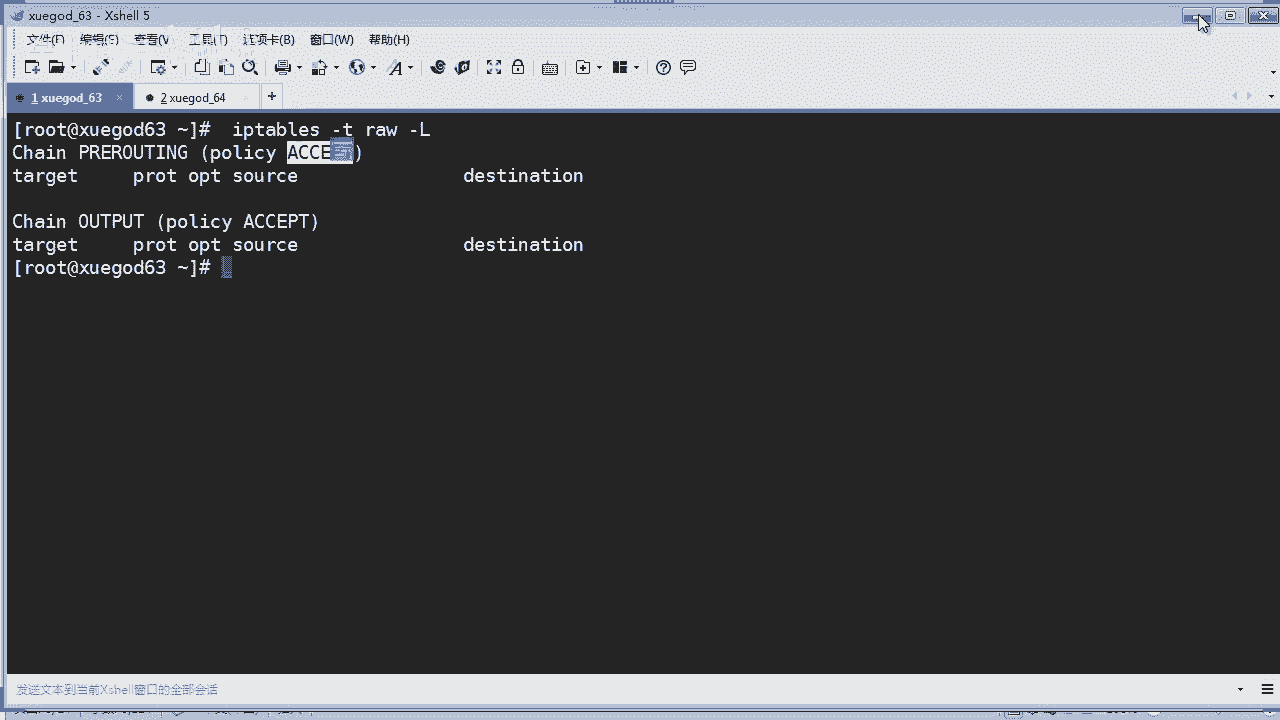 xuegod_63 - Xshell 5
文件(F) 编辑(E) 查看(V) 工具(T) 选项卡(B) 窗口(W) 帮助(H)
1 xuegod_63 × 2 xuegod_64 +
[root@xuegod63 ~]#  iptables -t raw -L
Chain PREROUTING (policy ACCE )
target     prot opt source               destination
Chain OUTPUT (policy ACCEPT)
target     prot opt source               destination
[root@xuegod63 ~]#
发送文本到当前Xshell窗口的全部会话